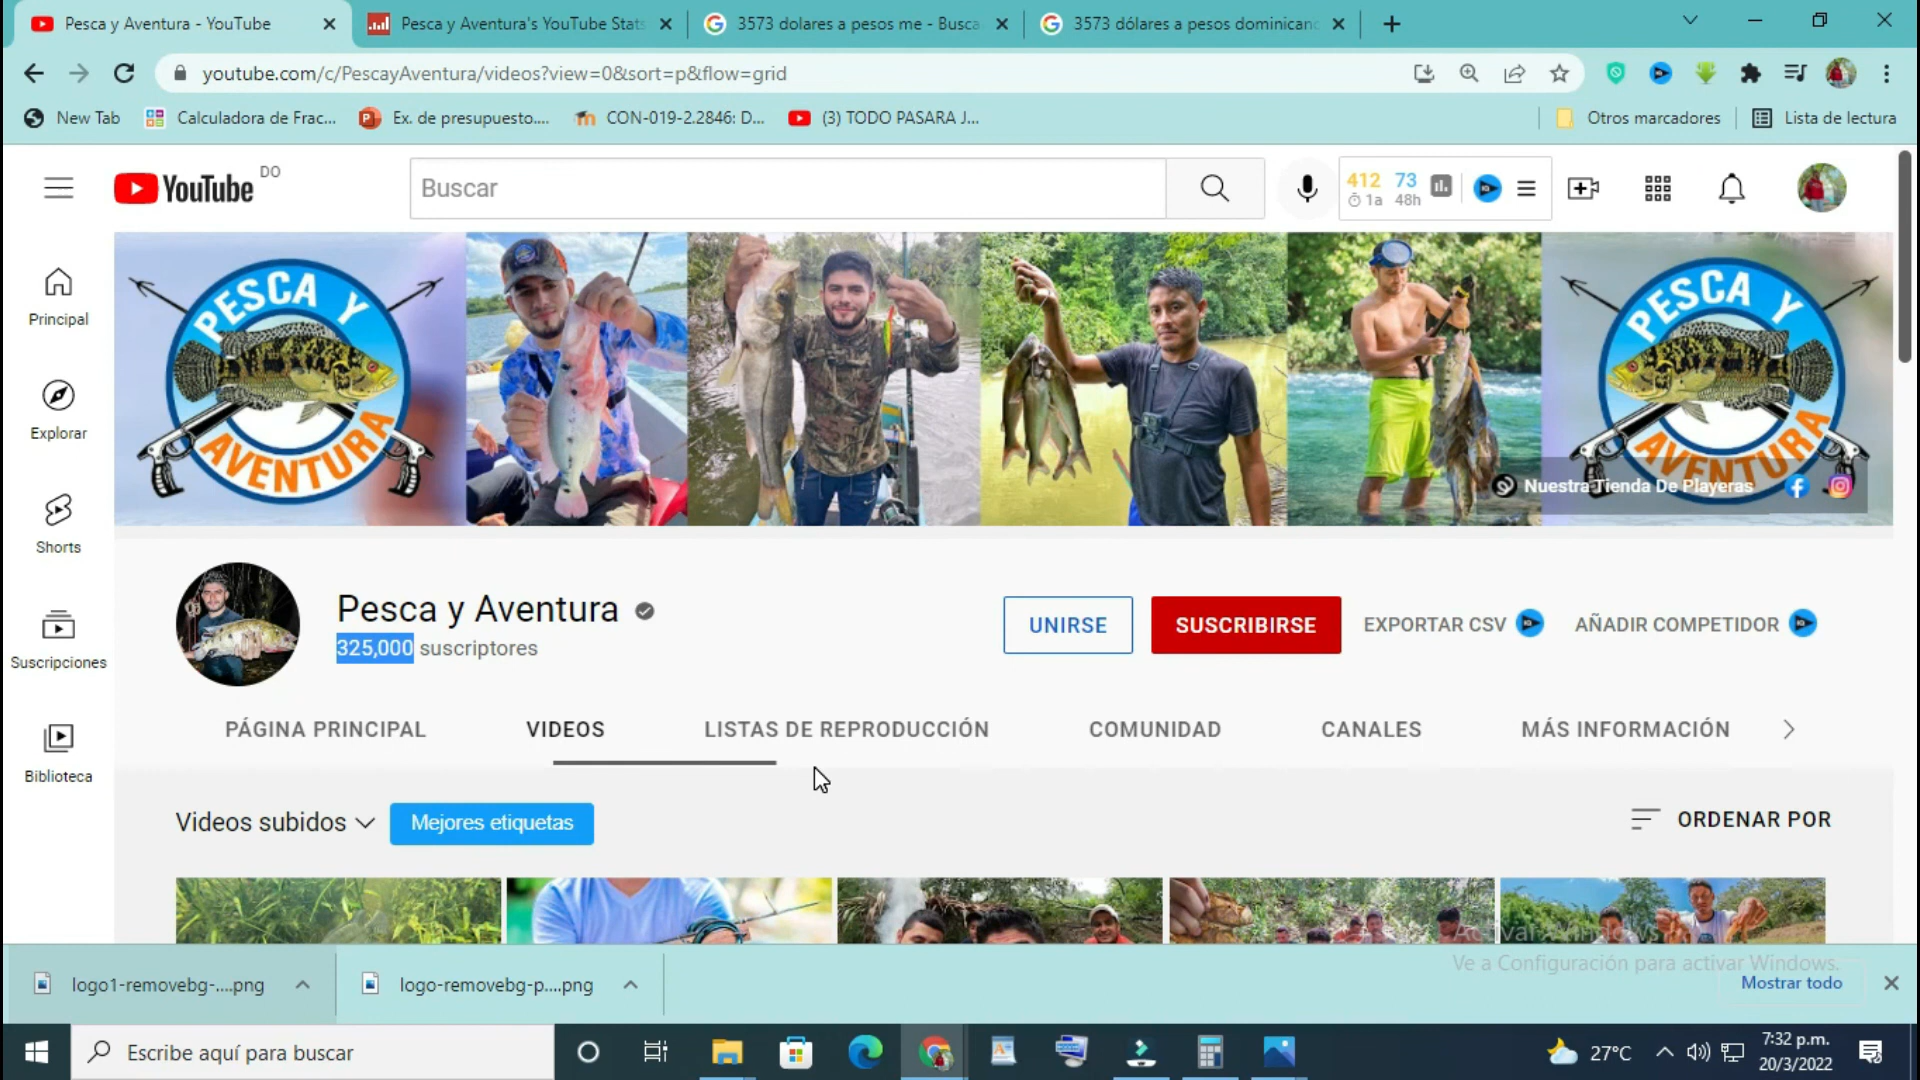 Pesca y Aventura - YouTube
Pesca y Aventura's YouTube Stats
3573 dolares a pesos me - Busca
3573 dólares a pesos dominicano
youtube.com/c/PescayAventura/videos?view=0&sort=p&flow=grid
New Tab
Calculadora de Frac...
Ex. de presupuesto....
CON-019-2.2846: D...
(3) TODO PASARA J...
Otros marcadores
Lista de lectura
YouTube DO
Buscar
412 73
1a 48h
PESCA Y
AVENTURA
PESCA Y
AVENTURA
Nuestra Tienda De Playeras
Principal
Explorar
Shorts
Suscripciones
Biblioteca
Pesca y Aventura
325,000 suscriptores
UNIRSE
SUSCRIBIRSE
EXPORTAR CSV
AÑADIR COMPETIDOR
PÁGINA PRINCIPAL
VIDEOS
LISTAS DE REPRODUCCIÓN
COMUNIDAD
CANALES
MÁS INFORMACIÓN
Videos subidos
Mejores etiquetas
ORDENAR POR
Activar Windows
Ve a Configuración para activar Windows.
logo1-removebg-....png
logo-removebg-p....png
Mostrar todo
Escribe aquí para buscar
27°C
7:32 p.m.
20/3/2022